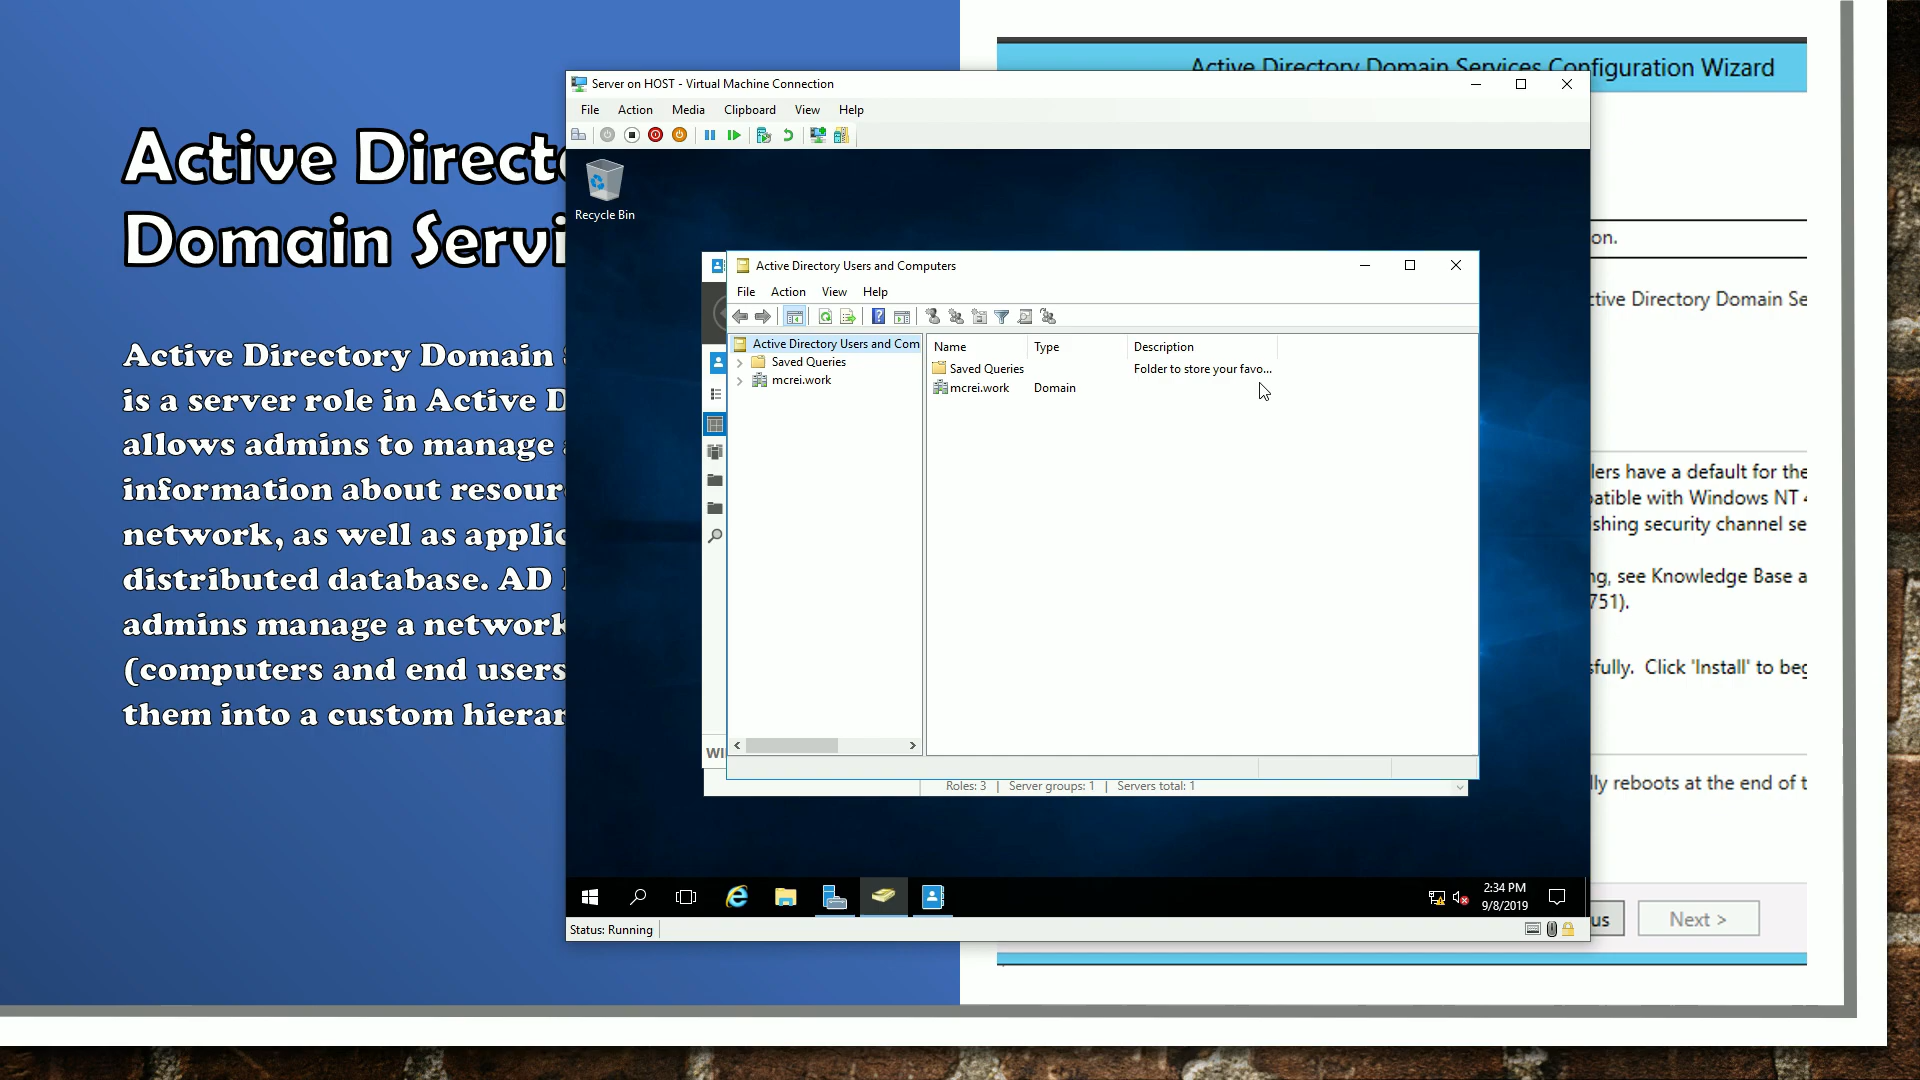 Active Directory Domain Services Configuration Wizard
Server on HOST - Virtual Machine Connection
File Action Media Clipboard View Help
Active Direct
Domain Servi
Recycle Bin
on.
Active Directory Users and Computers
File Action View Help
ctive Directory Domain Se
Active Directory Users and Com
Saved Queries
mcrei.work
Name Type Description
Saved Queries Folder to store your favo...
mcrei.work Domain
Active Directory Domain
is a server role in Active D
allows admins to manage
information about resour
network, as well as applic
distributed database. AD
admins manage a network
(computers and end users
them into a custom hierar
lers have a default for the
patible with Windows NT 4
ishing security channel se
ng, see Knowledge Base a
751).
sfully. Click 'Install' to beg
lly reboots at the end of t
WI
Roles: 3 | Server groups: 1 | Servers total: 1
2:34 PM
9/8/2019
Status: Running
us
Next >